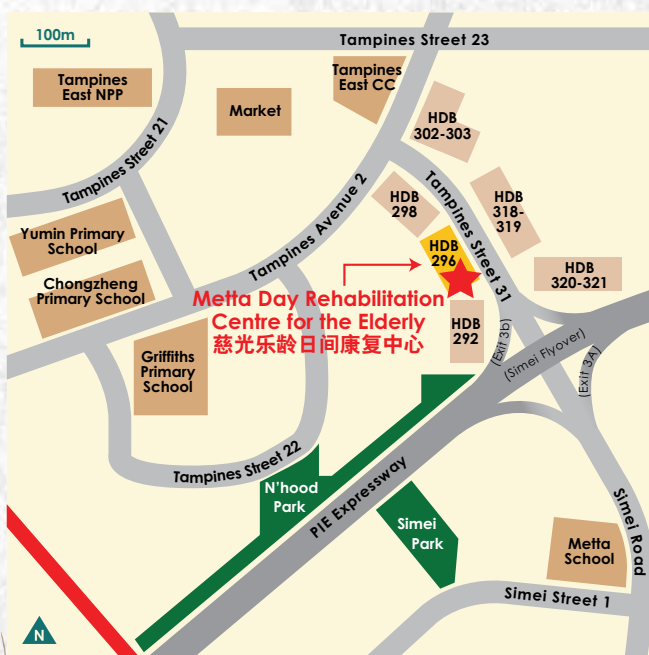 100m
Tampines Street 23
Tampines
East NPP
Market
Tampines
East CC
HDB
302-303
Tampines Street 21
Tampines Avenue 2
Tampines Street 31
HDB
298
HDB
318-
319
Yumin Primary
School
Chongzheng
Primary School
HDB
296
HDB
320-321
Metta Day Rehabilitation
Centre for the Elderly
慈光乐龄日间康复中心
HDB
292
(Exit 3b)
(Simei Flyover)
(Exit 3A)
Griffiths
Primary
School
Tampines Street 22
N'hood
Park
PIE Expressway
Simei
Park
Simei Road
Metta
School
Simei Street 1
N